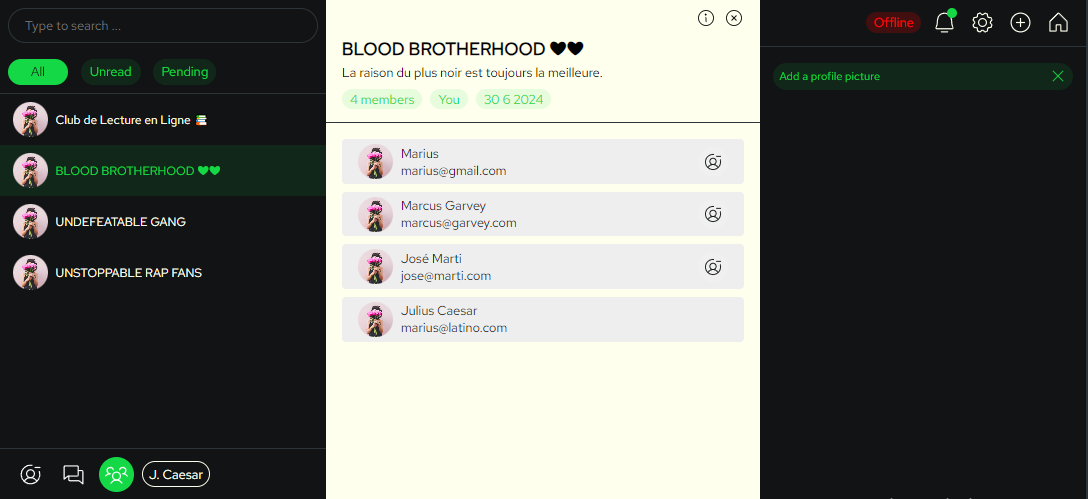 Type to search ...
All
Unread
Pending
Club de Lecture en Ligne 📚
BLOOD BROTHERHOOD 🖤🖤
UNDEFEATABLE GANG
UNSTOPPABLE RAP FANS
J. Caesar
BLOOD BROTHERHOOD 🖤🖤
La raison du plus noir est toujours la meilleure.
4 members
You
30 6 2024
Marius
marius@gmail.com
Marcus Garvey
marcus@garvey.com
José Marti
jose@marti.com
Julius Caesar
marius@latino.com
Offline
Add a profile picture